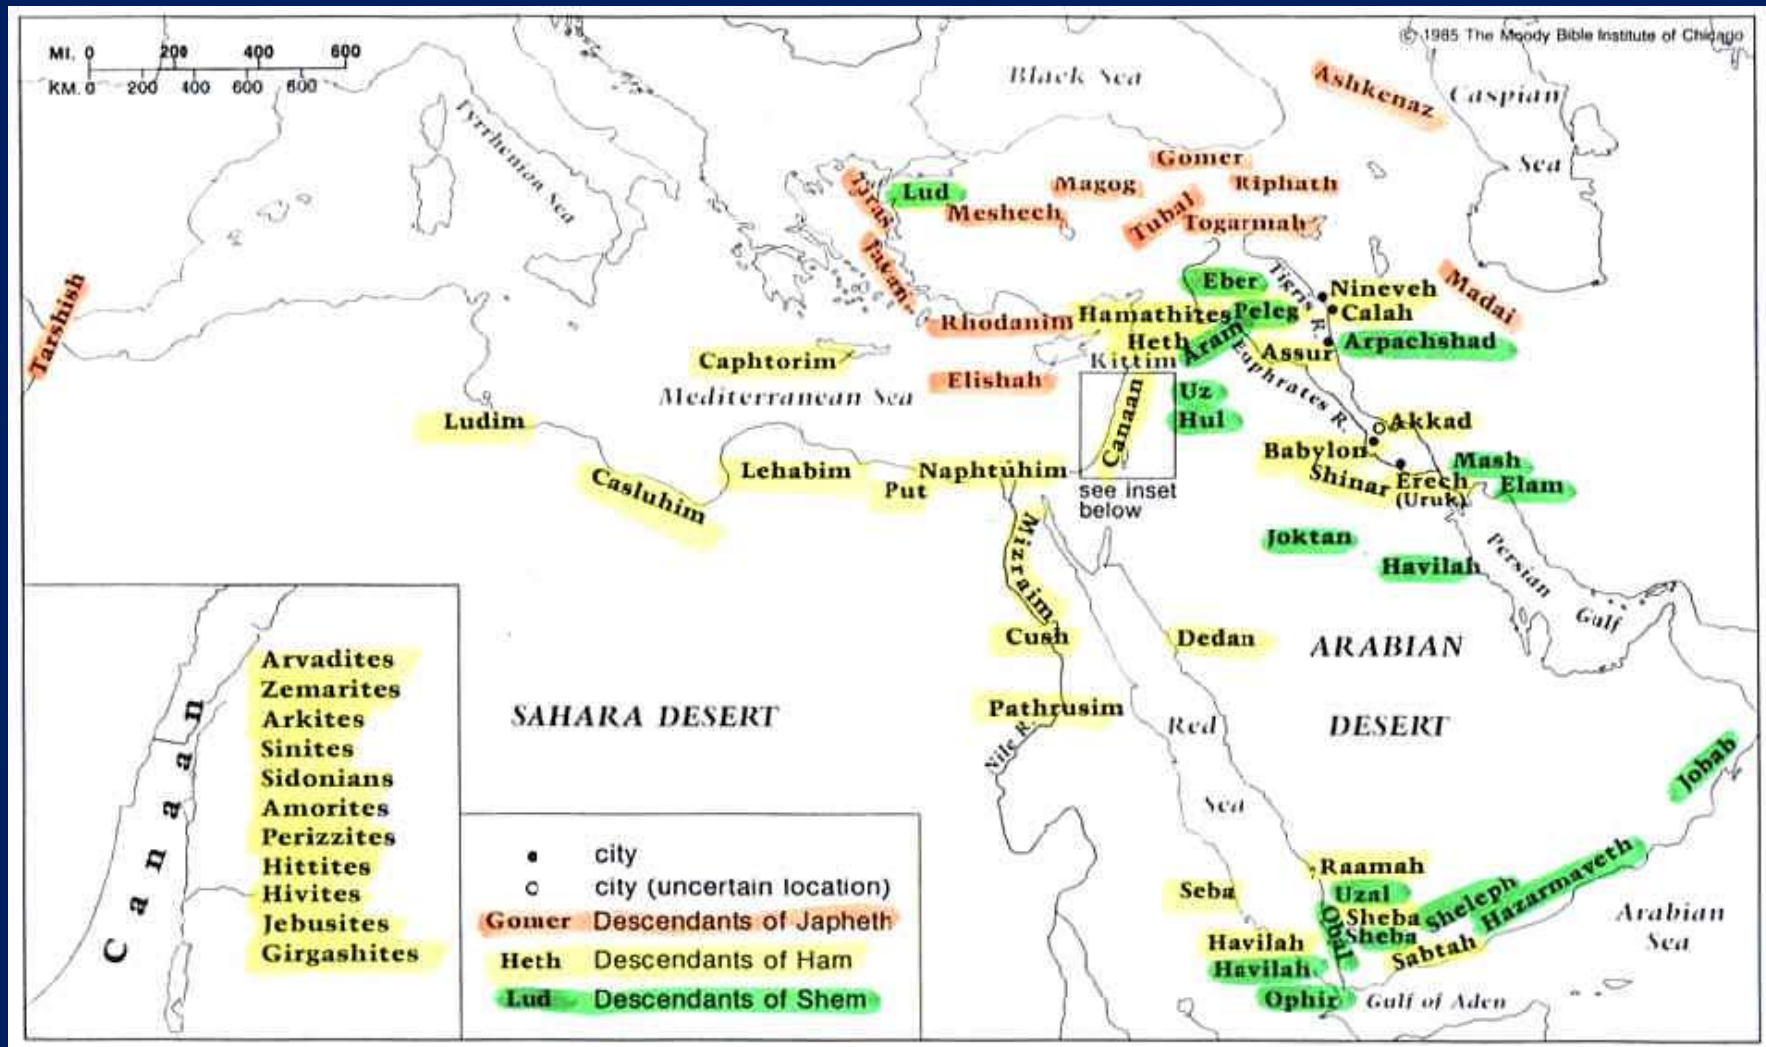 © 1985 The Moody Bible Institute of Chicago
MI. 0 200 400 600
KM. 0 200 400 600 800
Black Sea
Ashkenaz
Caspian
Sea
Tyrrhenian Sea
Gomer
Tiras
Lud
Magog
Riphath
Meshech
Tubal
Togarmah
Javan
Tarshish
Eber
Tigris R.
Nineveh
Madai
Rhodanim
Hamathites
Peleg
Calah
Heth
Aram
Assur
Arpachshad
Caphtorim
Kittim
Euphrates R.
Elishah
Mediterranean Sea
Canaan
Uz
Hul
Ludim
Akkad
Babylon
Lehabim
Naphtuhim
Mash
Casluhim
Put
Shinar
Erech
(Uruk)
Elam
see inset
below
Mizraim
Joktan
Havilah
Persian
Gulf
Cush
Dedan
ARABIAN
DESERT
SAHARA DESERT
Pathrusim
Nile R.
Red
Sea
Jobab
Canaan
Arvadites
Zemarites
Arkites
Sinites
Sidonians
Amorites
Perizzites
Hittites
Hivites
Jebusites
Girgashites
city
city (uncertain location)
Gomer Descendants of Japheth
Heth Descendants of Ham
Lud Descendants of Shem
Raamah
Seba
Uzal
Sheba
Sheleph
Hazarmaveth
Obal
Sheba
Arabian
Sea
Havilah
Sabtah
Havilah
Ophir
Gulf of Aden